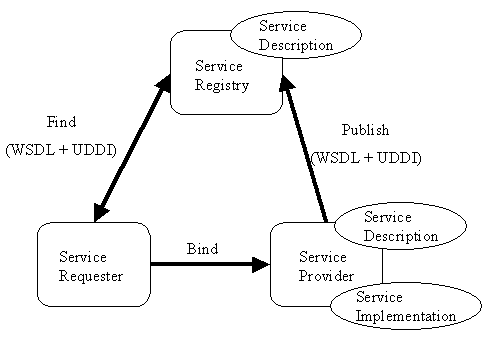 Service
Description
Service
Registry
Find
(WSDL + UDDI)
Publish
(WSDL + UDDI)
Service
Description
Service
Requester
Bind
Service
Provider
Service
Implementation